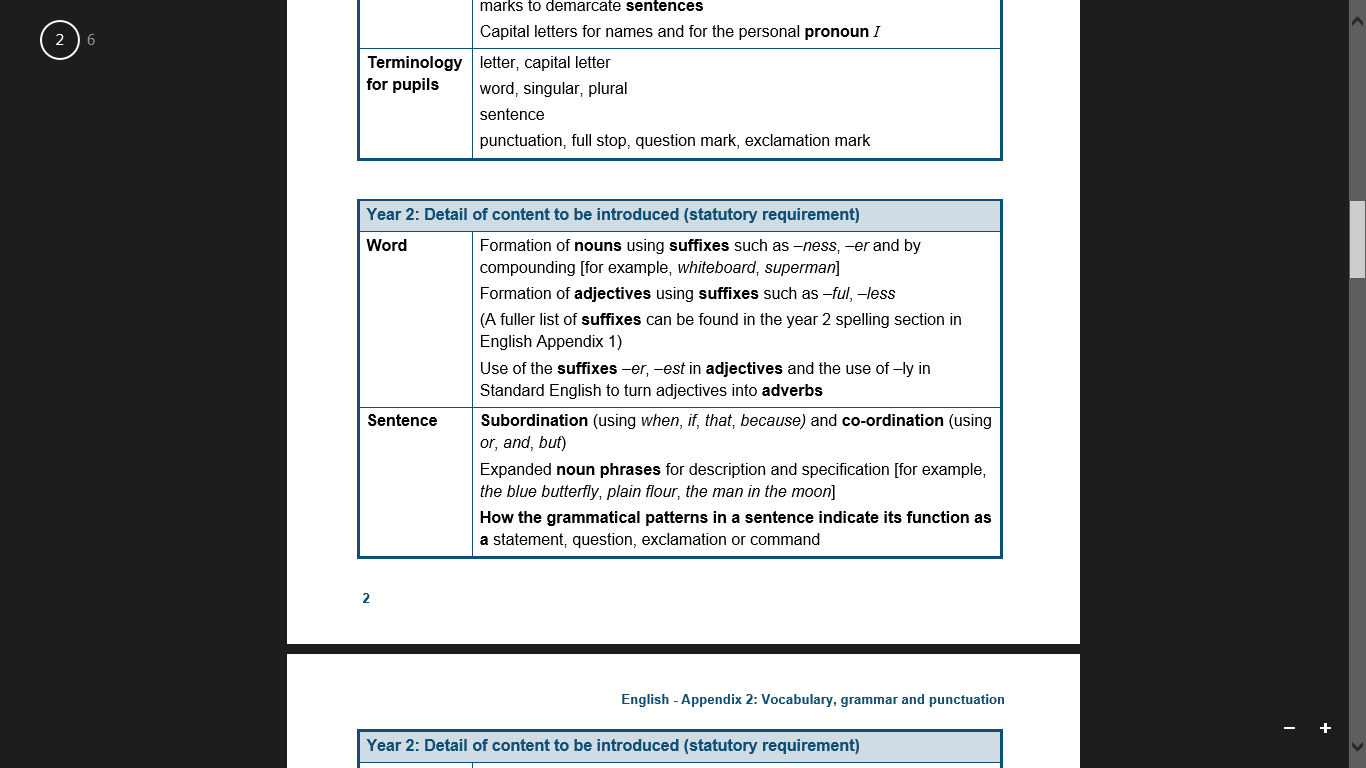 2 6
marks to demarcate sentences
Capital letters for names and for the personal pronoun I
Terminology for pupils
letter, capital letter
word, singular, plural
sentence
punctuation, full stop, question mark, exclamation mark
Year 2: Detail of content to be introduced (statutory requirement)
Word
Formation of nouns using suffixes such as –ness, –er and by
compounding [for example, whiteboard, superman]
Formation of adjectives using suffixes such as –ful, –less
(A fuller list of suffixes can be found in the year 2 spelling section in
English Appendix 1)
Use of the suffixes –er, –est in adjectives and the use of –ly in
Standard English to turn adjectives into adverbs
Sentence
Subordination (using when, if, that, because) and co-ordination (using
or, and, but)
Expanded noun phrases for description and specification [for example,
the blue butterfly, plain flour, the man in the moon]
How the grammatical patterns in a sentence indicate its function as
a statement, question, exclamation or command
2
English - Appendix 2: Vocabulary, grammar and punctuation
Year 2: Detail of content to be introduced (statutory requirement)